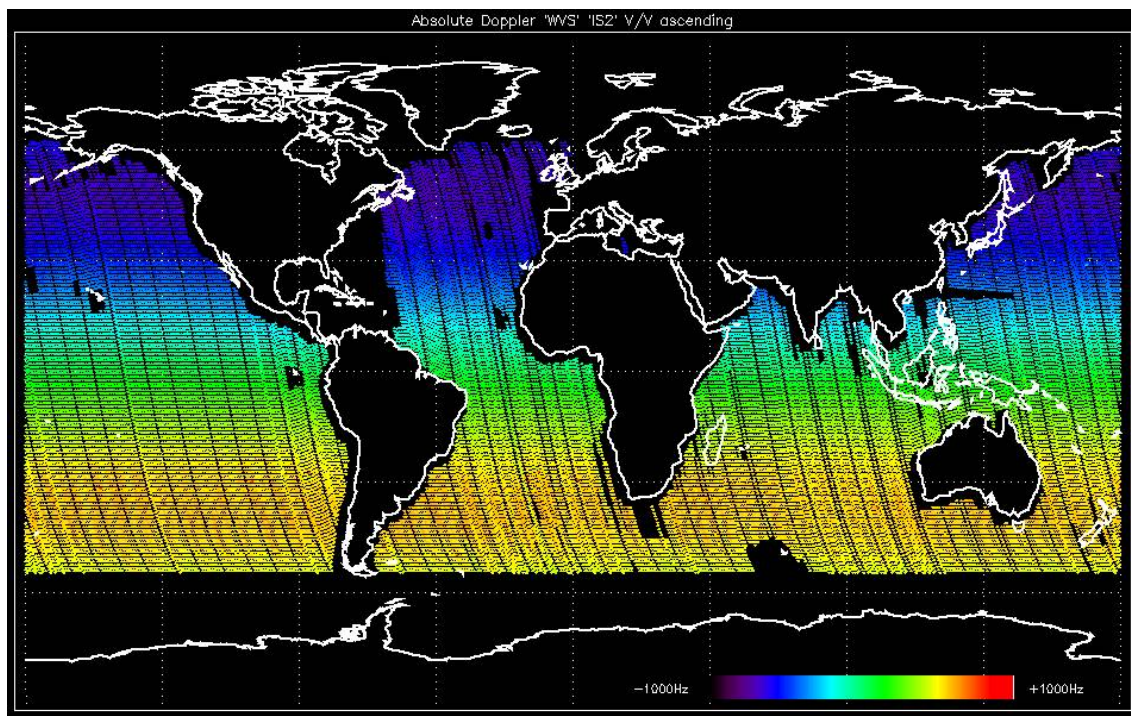 Absolute Doppler 'WVS' 'IS2' V/V ascending
-1000Hz +1000Hz